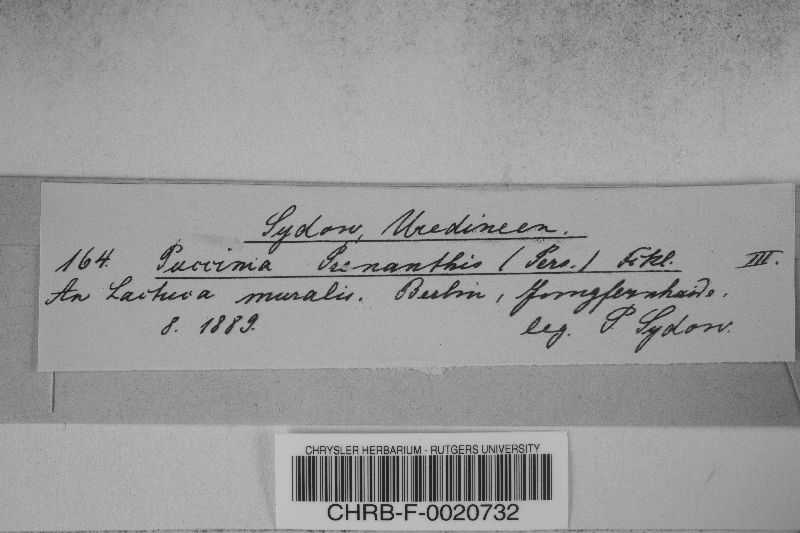 Sydow, Uredineen.
164. Puccinia Prenanthis (Pers.) Fckl. III.
An Lactuca muralis. Berlin, Jungfernhaide.
8. 1889. leg. P. Sydow.
CHRYSLER HERBARIUM - RUTGERS UNIVERSITY
CHRB-F-0020732